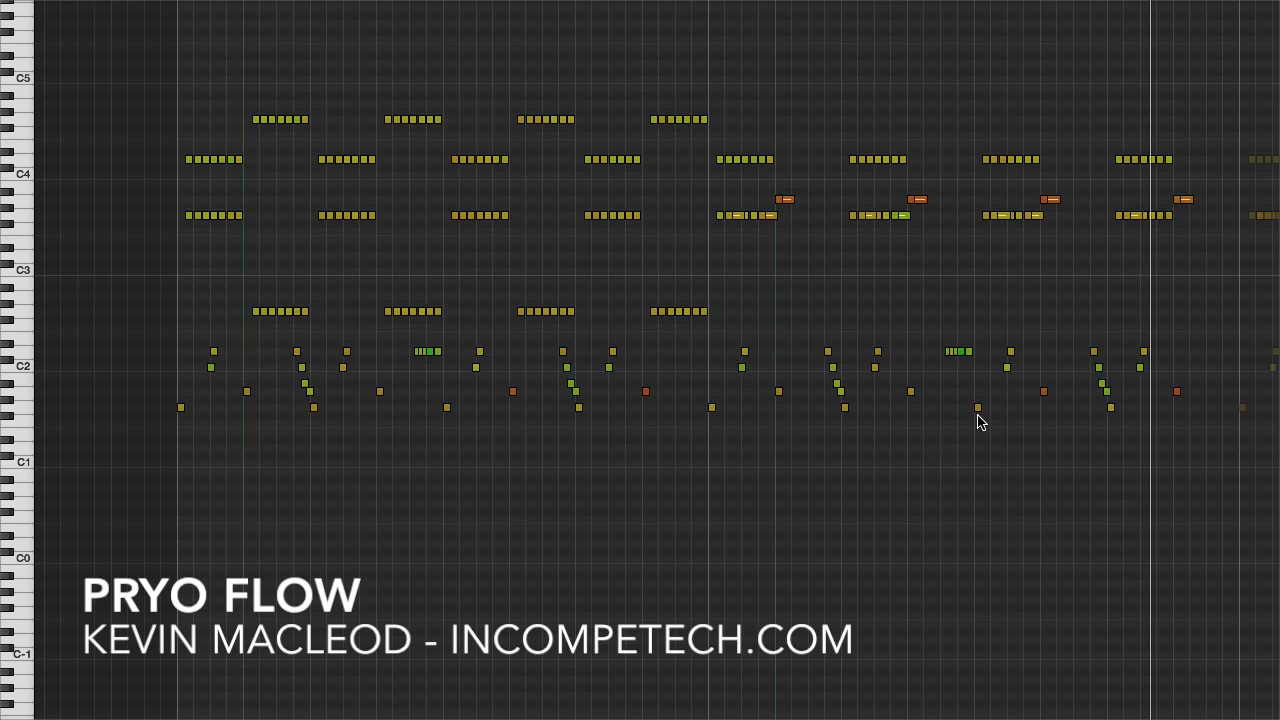 C5
C4
C3
C2
C1
C0
C-1
PRYO FLOW
KEVIN MACLEOD - INCOMPETECH.COM